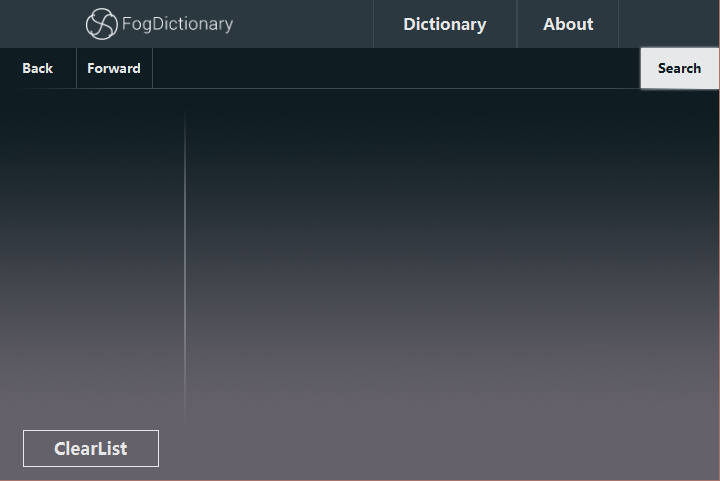 FogDictionary Dictionary About
Back Forward Search
ClearList